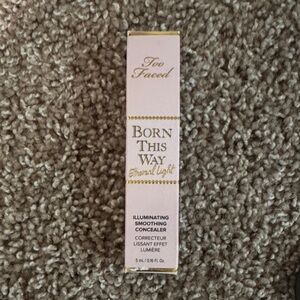 Too
Faced
BORN
THIS
WAY
Ethereal Light
ILLUMINATING
SMOOTHING
CONCEALER
CORRECTEUR
LISSANT EFFET
LUMIÈRE
5 mL / 0.16 FL. OZ.